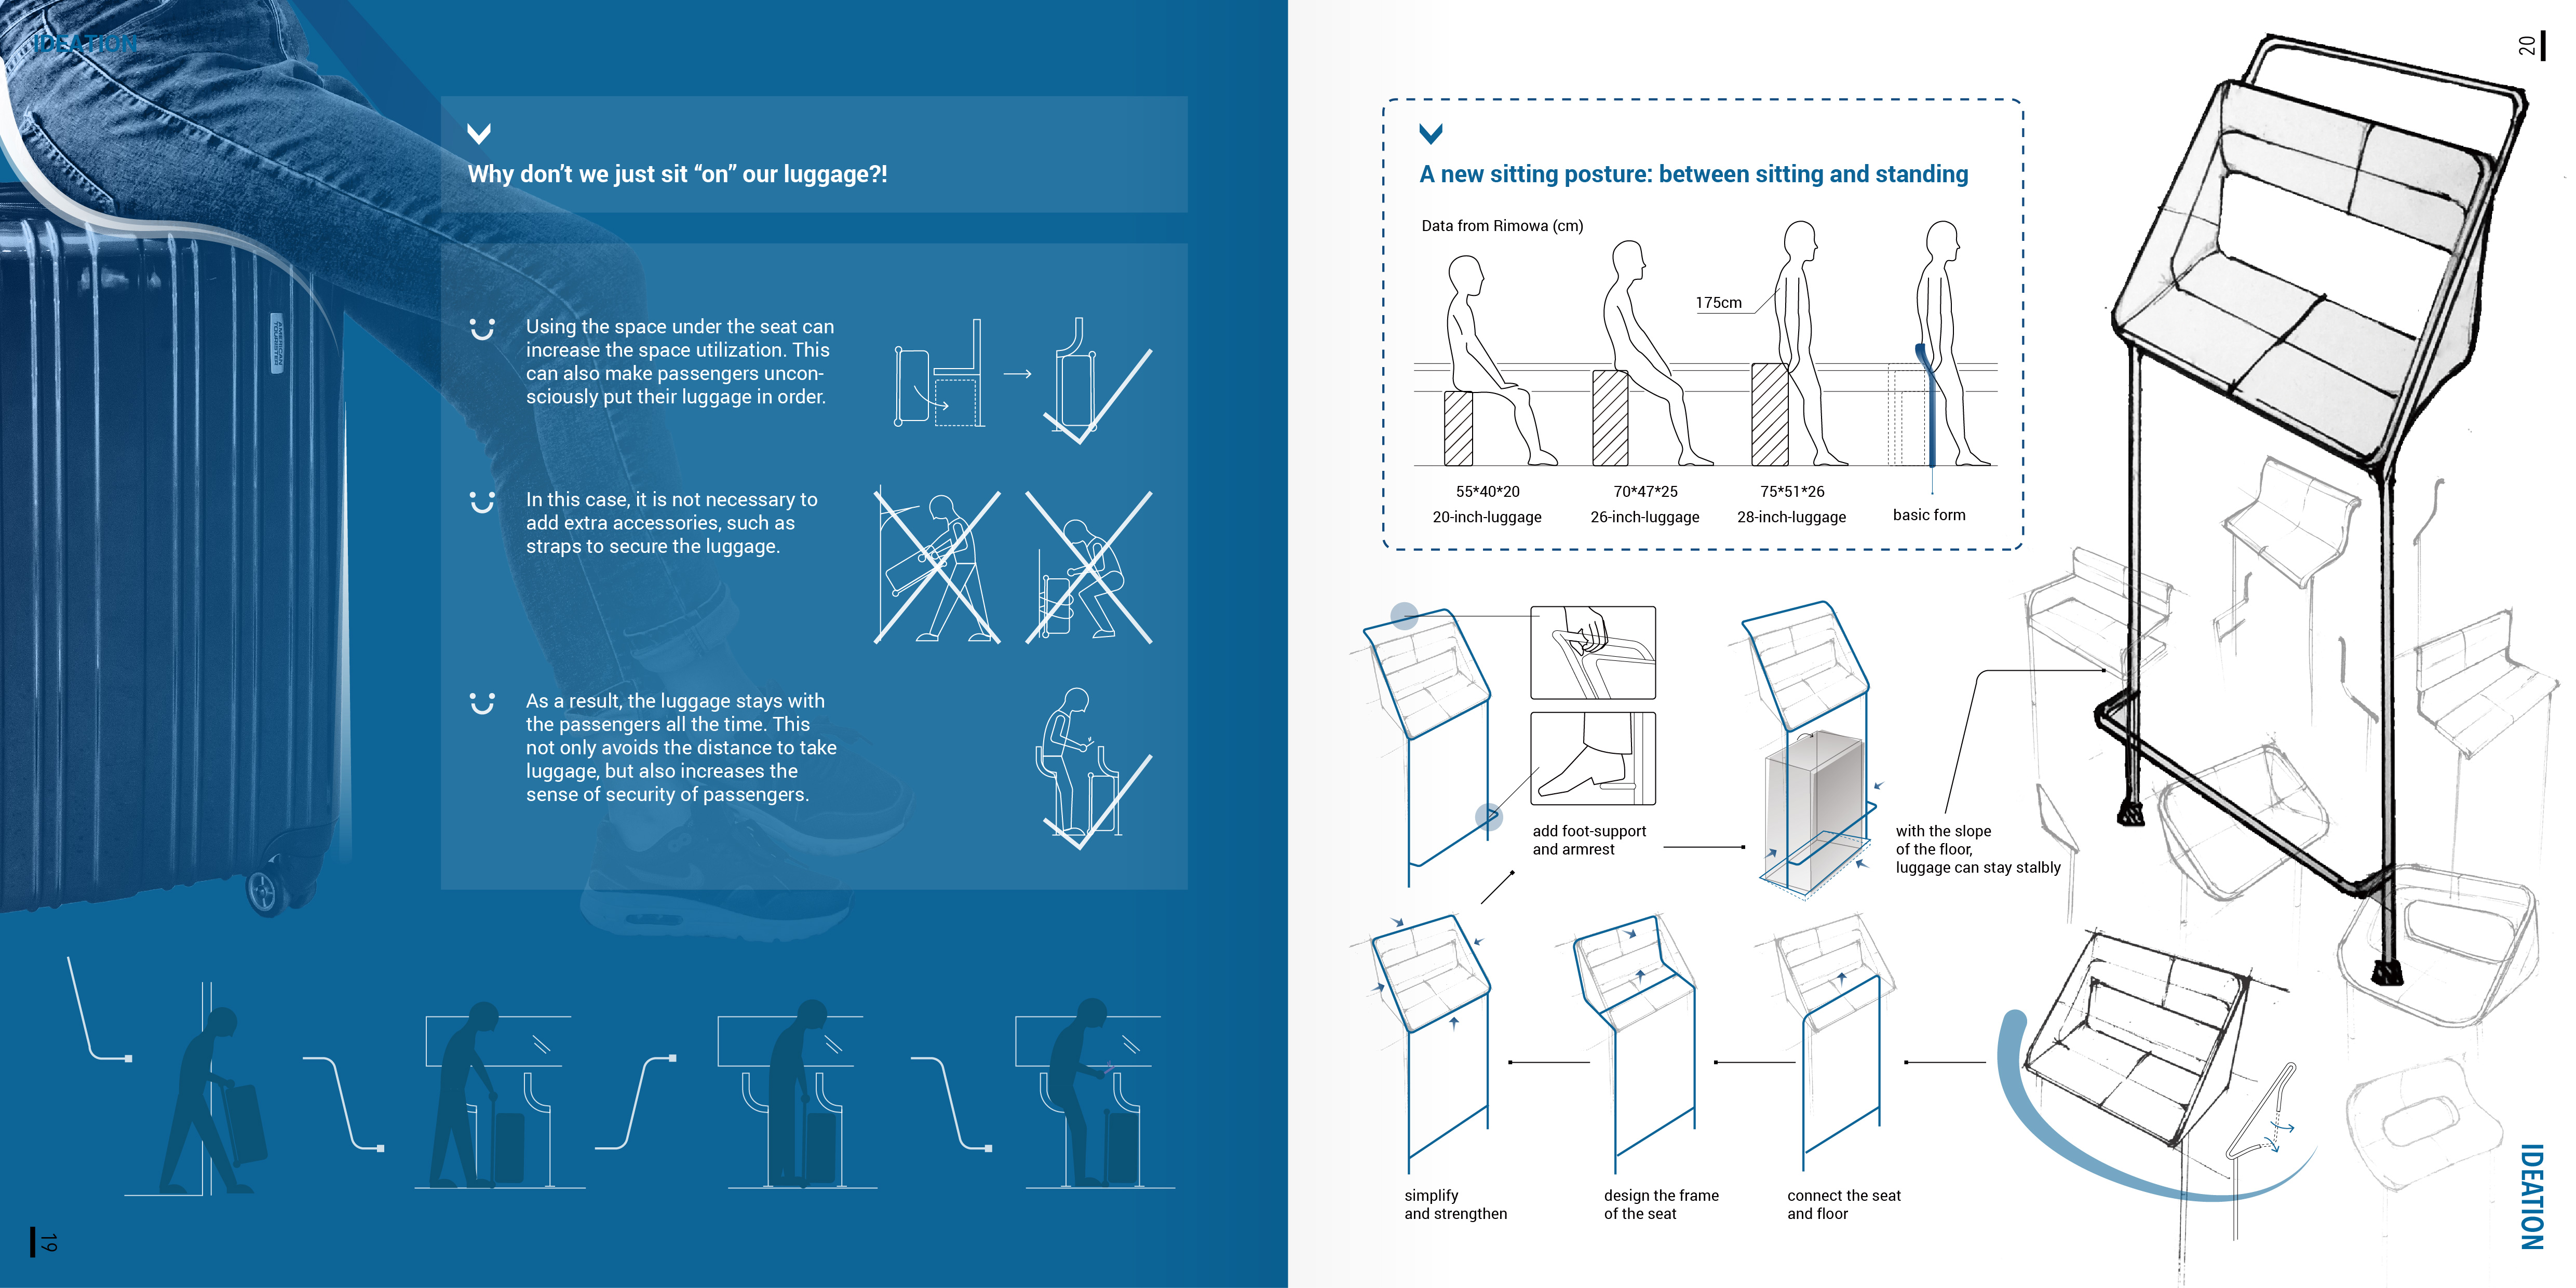 IDEATION
Why don’t we just sit “on” our luggage?!
Using the space under the seat can
increase the space utilization. This
can also make passengers uncon-
sciously put their luggage in order.
In this case, it is not necessary to
add extra accessories, such as
straps to secure the luggage.
As a result, the luggage stays with
the passengers all the time. This
not only avoids the distance to take
luggage, but also increases the
sense of security of passengers.
AMERICAN
TOURISTER
19
20
A new sitting posture: between sitting and standing
Data from Rimowa (cm)
175cm
55*40*20
20-inch-luggage
70*47*25
26-inch-luggage
75*51*26
28-inch-luggage
basic form
add foot-support
and armrest
with the slope
of the floor,
luggage can stay stalbly
simplify
and strengthen
design the frame
of the seat
connect the seat
and floor
IDEATION